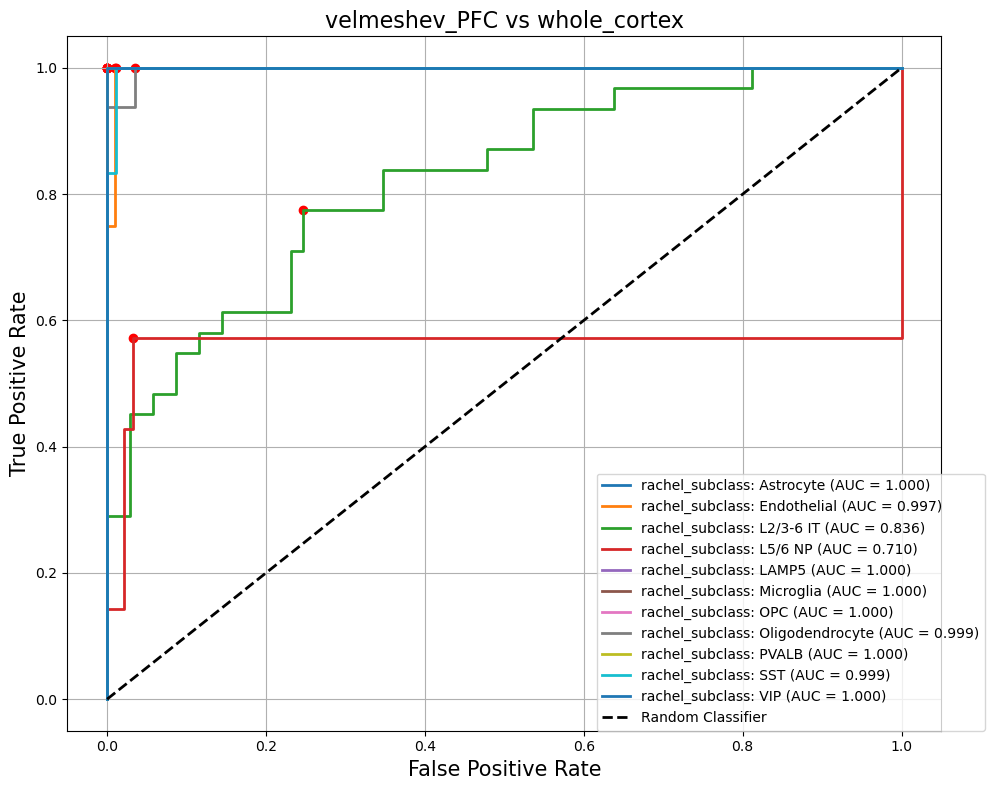 velmeshev_PFC vs whole_cortex
True Positive Rate
1.0
0.8
0.6
0.4
0.2
0.0
rachel_subclass: Astrocyte (AUC = 1.000)
rachel_subclass: Endothelial (AUC = 0.997)
rachel_subclass: L2/3-6 IT (AUC = 0.836)
rachel_subclass: L5/6 NP (AUC = 0.710)
rachel_subclass: LAMP5 (AUC = 1.000)
rachel_subclass: Microglia (AUC = 1.000)
rachel_subclass: OPC (AUC = 1.000)
rachel_subclass: Oligodendrocyte (AUC = 0.999)
rachel_subclass: PVALB (AUC = 1.000)
rachel_subclass: SST (AUC = 0.999)
rachel_subclass: VIP (AUC = 1.000)
Random Classifier
0.0 0.2 0.4 0.6 0.8 1.0
False Positive Rate